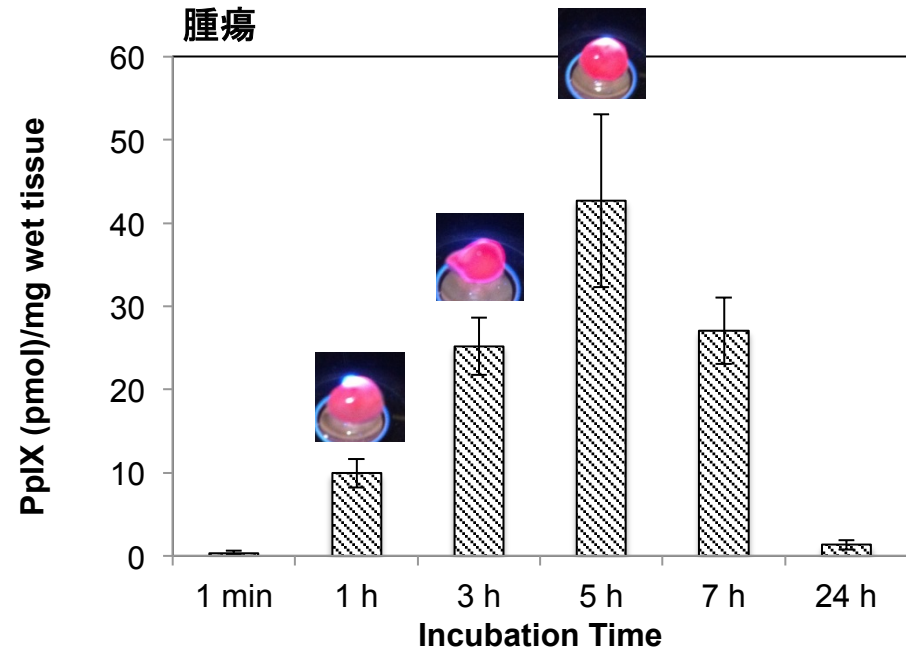 腫瘍
60
50
40
30
20
10
0
PpIX (pmol)/mg wet tissue
1 min 1 h 3 h 5 h 7 h 24 h
Incubation Time